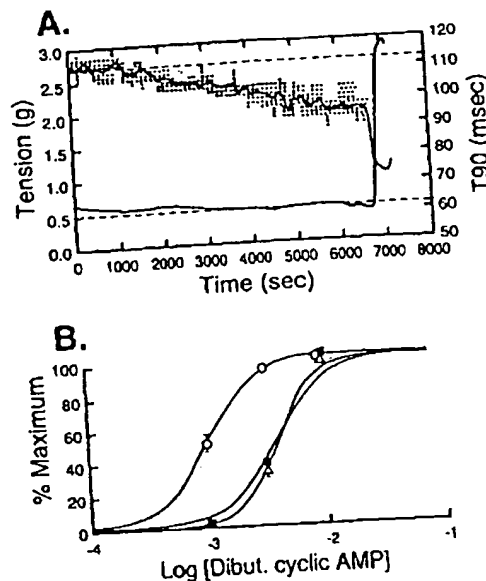 A.
Tension (g)
3.0
2.5
2.0
1.5
1.0
0.5
0.0
120
110
100
90
80
70
60
50
T90 (msec)
0 1000 2000 3000 4000 5000 6000 7000 8000
Time (sec)
B.
% Maximum
100
80
60
40
20
0
-4 -3 -2 -1
Log [Dibut. cyclic AMP]